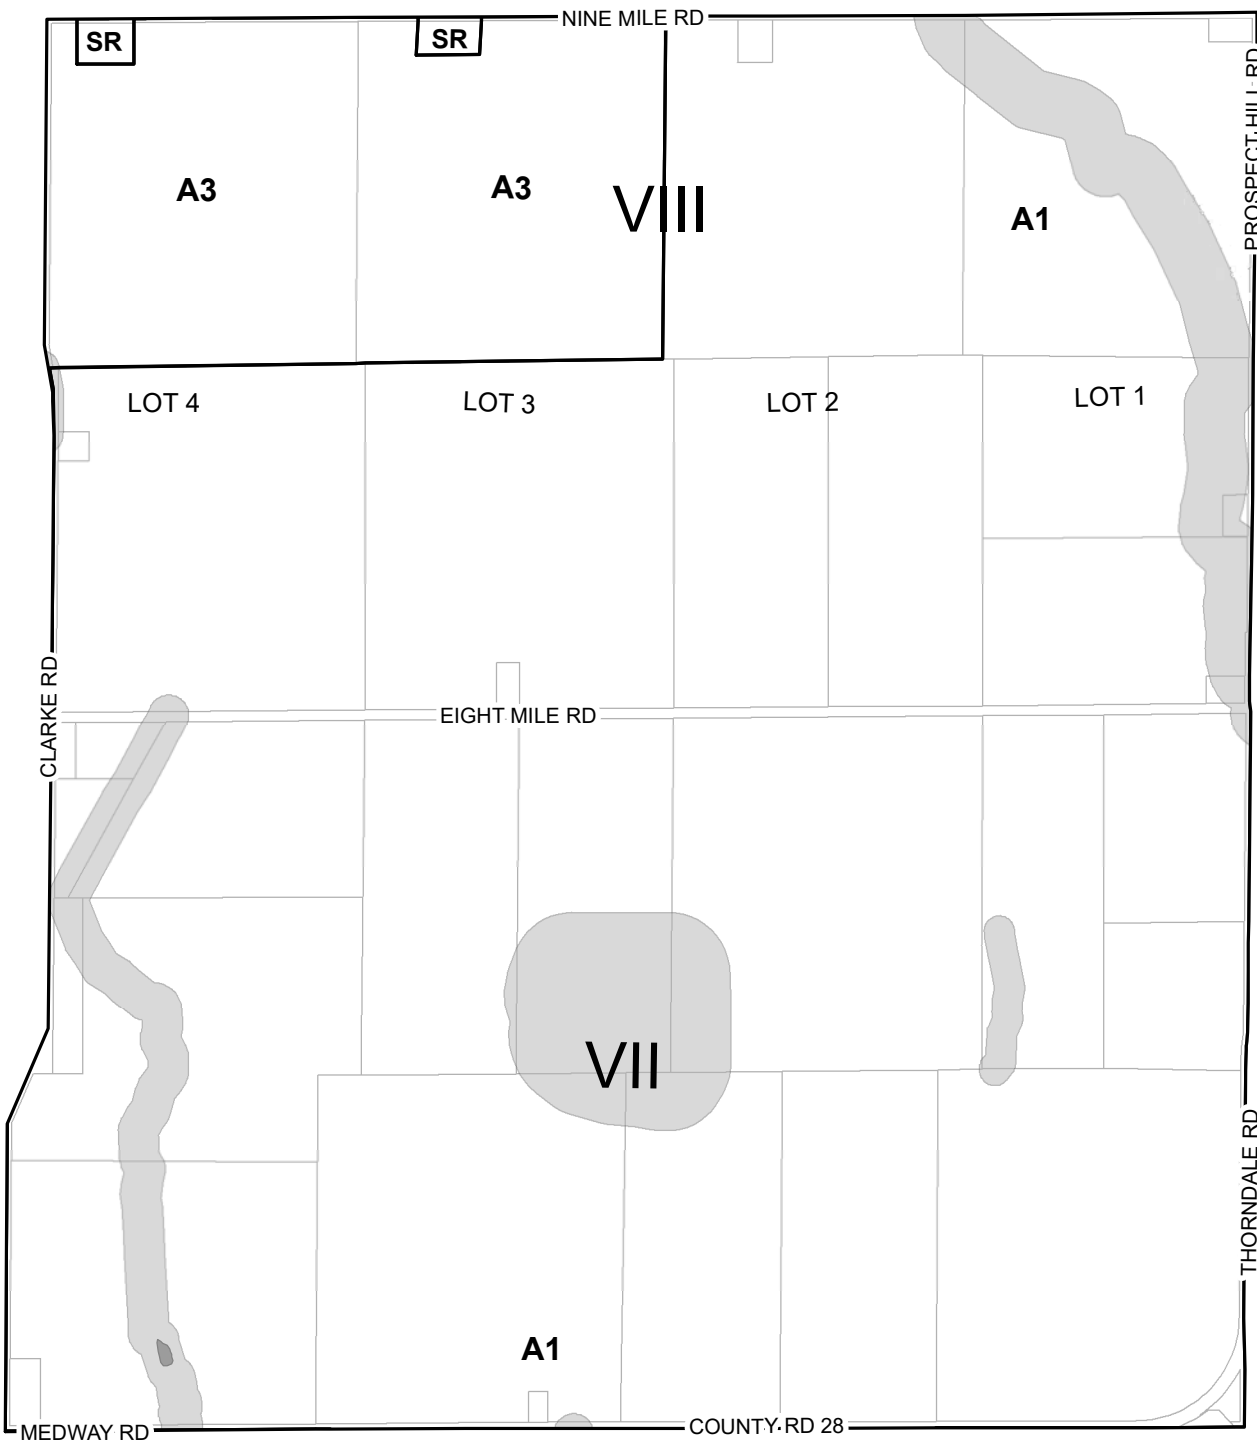 NINE MILE RD
SR
SR
PROSPECT HILL RD
A3
A3
VIII
A1
LOT 4
LOT 3
LOT 2
LOT 1
CLARKE RD
EIGHT MILE RD
VII
THORNDALE RD
A1
MEDWAY RD
COUNTY RD 28